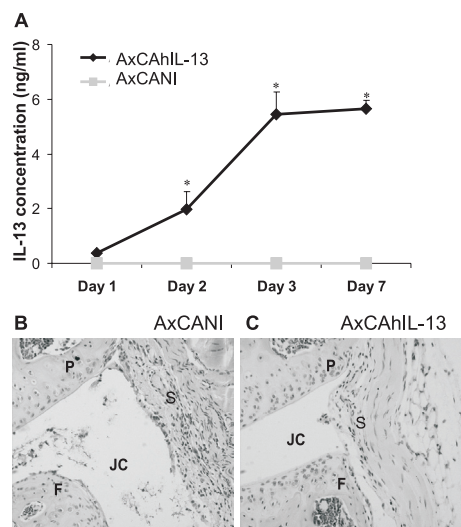 A
IL-13 concentration (ng/ml)
8
6
4
2
0
AxCAhIL-13
AxCANI
*
*
*
Day 1 Day 2 Day 3 Day 7
B AxCANI
P
S
JC
F
C AxCAhIL-13
P
JC
S
F